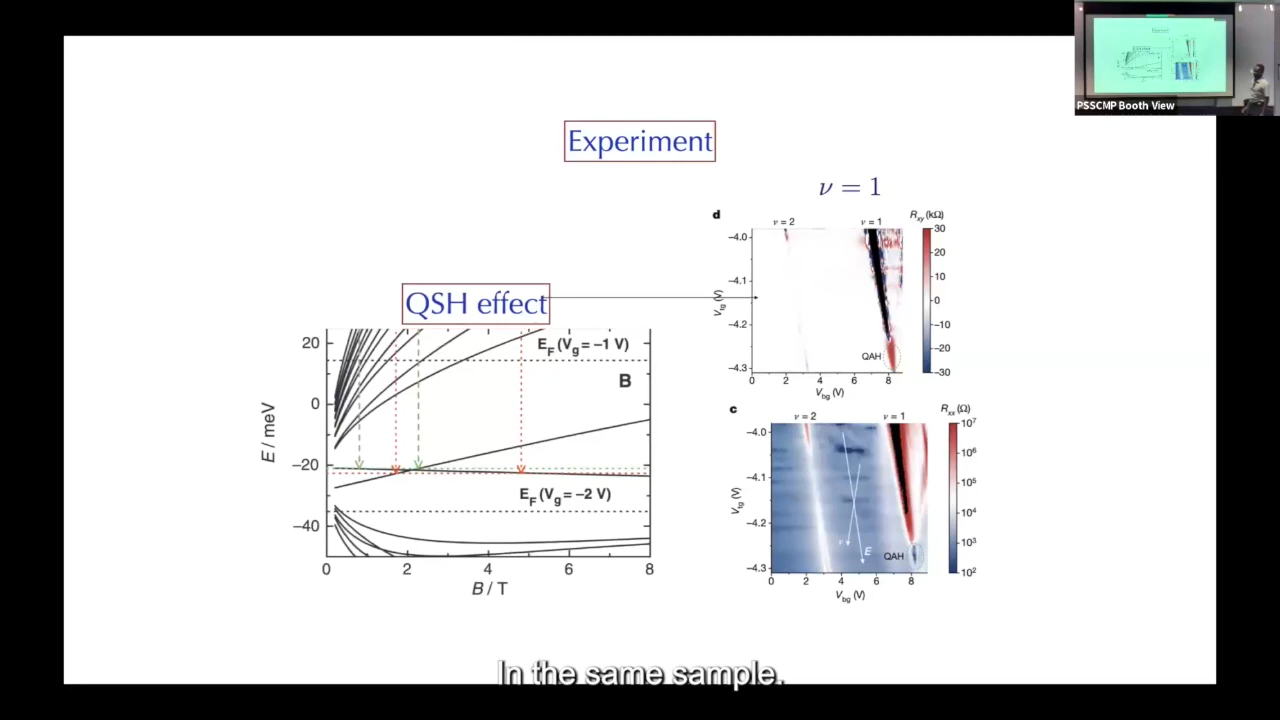 PSSCMP Booth View
Experiment
ν = 1
d
ν = 2
ν = 1
Rxy (kΩ)
−4.0
−4.1
−4.2
−4.3
Vtg (V)
QAH
0 2 4 6 8
Vbg (V)
30
20
10
0
−10
−20
−30
QSH effect
20
0
−20
−40
E / meV
EF (Vg = −1 V)
B
EF (Vg = −2 V)
0 2 4 6 8
B / T
c
ν = 2
ν = 1
Rxx (Ω)
−4.0
−4.1
−4.2
−4.3
Vtg (V)
ν
E
QAH
0 2 4 6 8
Vbg (V)
10⁷
10⁶
10⁵
10⁴
10³
10²
In the same sample.